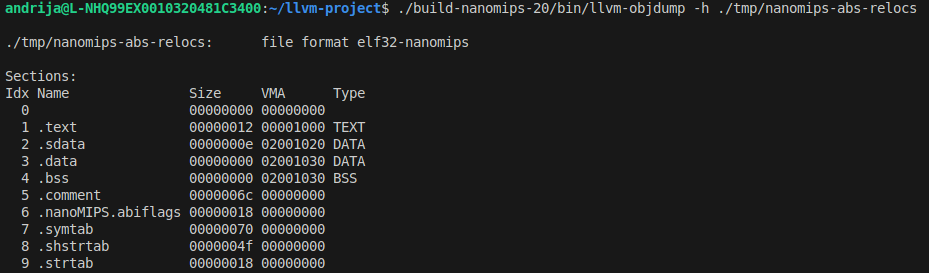 andrija@L-NHQ99EX0010320481C3400:~/llvm-project$ ./build-nanomips-20/bin/llvm-objdump -h ./tmp/nanomips-abs-relocs
./tmp/nanomips-abs-relocs:      file format elf32-nanomips
Sections:
Idx Name              Size     VMA      Type
  0                   00000000 00000000
  1 .text             00000012 00001000 TEXT
  2 .sdata            0000000e 02001020 DATA
  3 .data             00000000 02001030 DATA
  4 .bss              00000000 02001030 BSS
  5 .comment          0000006c 00000000
  6 .nanoMIPS.abiflags 00000018 00000000
  7 .symtab           00000070 00000000
  8 .shstrtab         0000004f 00000000
  9 .strtab           00000018 00000000